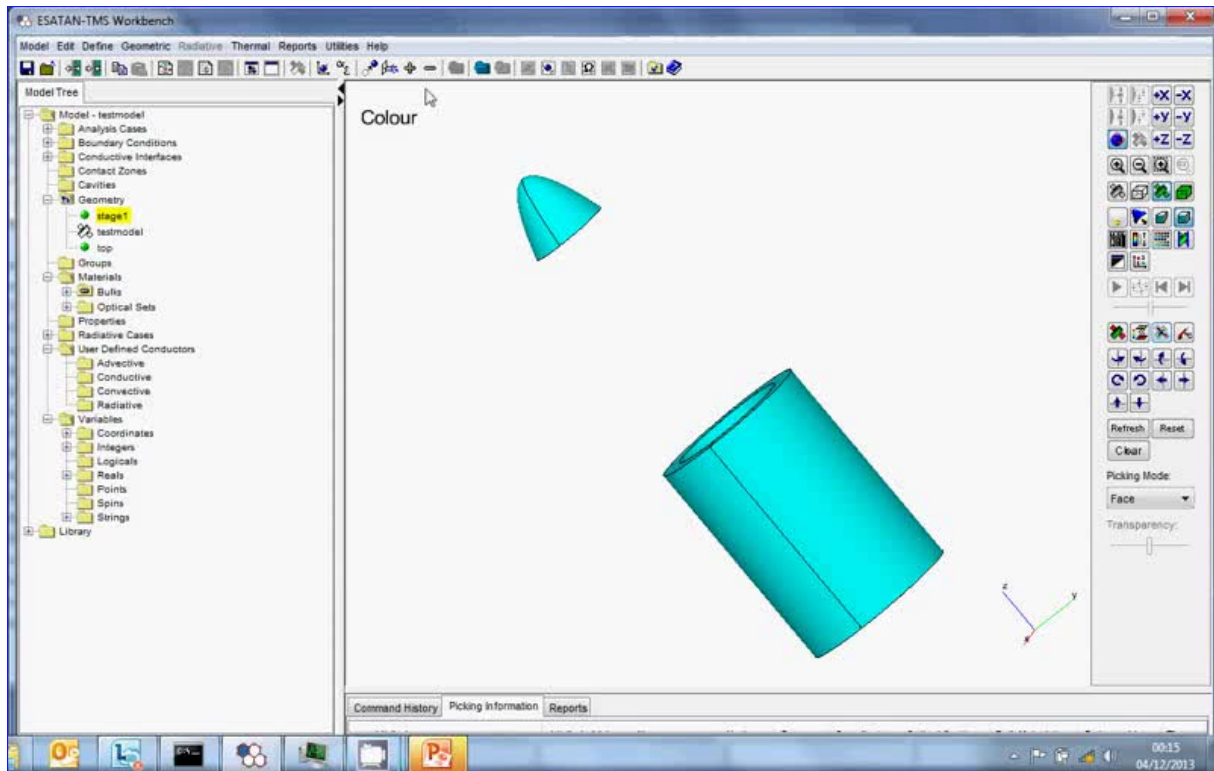 ESATAN-TMS Workbench
Model Edit Define Geometric Radiative Thermal Reports Utilities Help
Model Tree
Model - testmodel
Analysis Cases
Boundary Conditions
Conductive Interfaces
Contact Zones
Cavities
Geometry
stage1
testmodel
top
Groups
Materials
Bulks
Optical Sets
Properties
Radiative Cases
User Defined Conductors
Advective
Conductive
Convective
Radiative
Variables
Coordinates
Integers
Logicals
Reals
Points
Spins
Strings
Library
Colour
z
y
x
+X -X
+Y -Y
+Z -Z
Refresh Reset
Clear
Picking Mode:
Face
Transparency:
Command History Picking Information Reports
00:15
04/12/2013